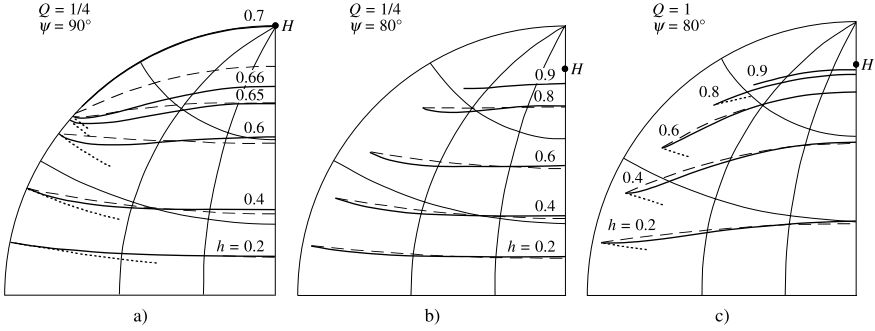 Q = 1/4
ψ = 90°
0.7
H
0.66
0.65
0.6
0.4
h = 0.2
a)
Q = 1/4
ψ = 80°
H
0.9
0.8
0.6
0.4
h = 0.2
b)
Q = 1
ψ = 80°
H
0.9
0.8
0.6
0.4
h = 0.2
c)